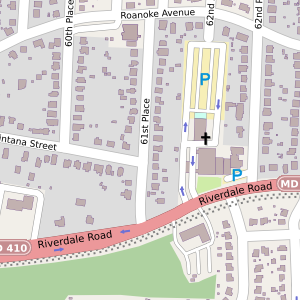 Roanoke Avenue
60th Place
62nd
62nd
P
61st Place
ntana Street
P
Riverdale Road
MD
Riverdale Road
410